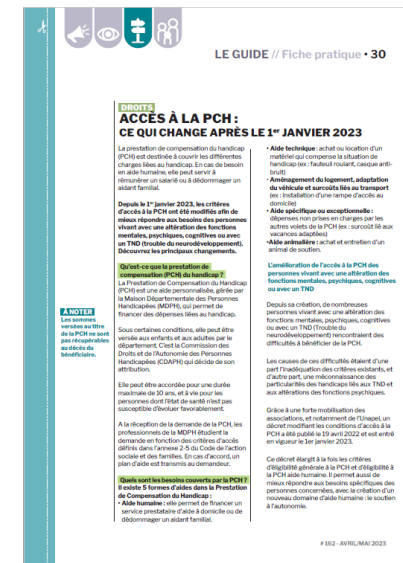 LE GUIDE // Fiche pratique • 30
DROITS
ACCÈS À LA PCH :
CE QUI CHANGE APRÈS LE 1er JANVIER 2023
La prestation de compensation du handicap
(PCH) est destinée à couvrir les différentes
charges liées au handicap. En cas de besoin
en aide humaine, elle peut servir à
rémunérer un salarié ou à dédommager un
aidant familial.
Depuis le 1er janvier 2023, les critères
d'accès à la PCH ont été modifiés afin de
mieux répondre aux besoins des personnes
vivant avec une altération des fonctions
mentales, psychiques, cognitives ou avec
un TND (trouble du neurodéveloppement).
Découvrez les principaux changements.
Qu'est-ce que la prestation de
compensation (PCH) du handicap ?
La Prestation de Compensation du Handicap
(PCH) est une aide personnalisée, gérée par
la Maison Départementale des Personnes
Handicapées (MDPH), qui permet de
financer des dépenses liées au handicap.
Sous certaines conditions, elle peut être
versée aux enfants et aux adultes par le
département. C'est la Commission des
Droits et de l'Autonomie des Personnes
Handicapées (CDAPH) qui décide de son
attribution.
Elle peut être accordée pour une durée
maximale de 10 ans, et à vie pour les
personnes dont l'état de santé n'est pas
susceptible d'évoluer favorablement.
A la réception de la demande de la PCH, les
professionnels de la MDPH étudient la
demande en fonction des critères d'accès
définis dans l'annexe 2-5 du Code de l'action
sociale et des familles. En cas d'accord, un
plan d'aide est transmis au demandeur.
Quels sont les besoins couverts par la PCH ?
Il existe 5 formes d'aides dans la Prestation
de Compensation du Handicap :
• Aide humaine : elle permet de financer un
service prestataire d'aide à domicile ou de
dédommager un aidant familial.
À NOTER
Les sommes
versées au titre
de la PCH ne sont
pas récupérables
au décès du
bénéficiaire.
• Aide technique : achat ou location d'un
matériel qui compense la situation de
handicap (ex : fauteuil roulant, casque anti-
bruit)
• Aménagement du logement, adaptation
du véhicule et surcoûts liés au transport
(ex : installation d'une rampe d'accès au
domicile)
• Aide spécifique ou exceptionnelle :
dépenses non prises en charge par les
autres volets de la PCH (ex : surcoût lié aux
vacances adaptées)
•Aide animalière : achat et entretien d'un
animal de soutien.
L'amélioration de l'accès à la PCH des
personnes vivant avec une altération des
fonctions mentales, psychiques, cognitives
ou avec un TND
Depuis sa création, de nombreuses
personnes vivant avec une altération des
fonctions mentales, psychiques, cognitives
ou avec un TND (Trouble du
neurodéveloppement) rencontraient des
difficultés à bénéficier de la PCH.
Les causes de ces difficultés étaient d'une
part l'inadéquation des critères existants, et
d'autre part, une méconnaissance des
particularités des handicaps liés aux TND et
aux altérations des fonctions psychiques.
Grâce à une forte mobilisation des
associations, et notamment de l'Unapei, un
décret modifiant les conditions d'accès à la
PCH a été publié le 19 avril 2022 et est entré
en vigueur le 1er janvier 2023.
Ce décret élargit à la fois les critères
d'éligibilité générale à la PCH et d'éligibilité à
la PCH aide humaine. Il permet aussi de
mieux répondre aux besoins spécifiques des
personnes concernées, avec la création d'un
nouveau domaine d'aide humaine : le soutien
à l'autonomie.
# 162 - AVRIL/MAI 2023